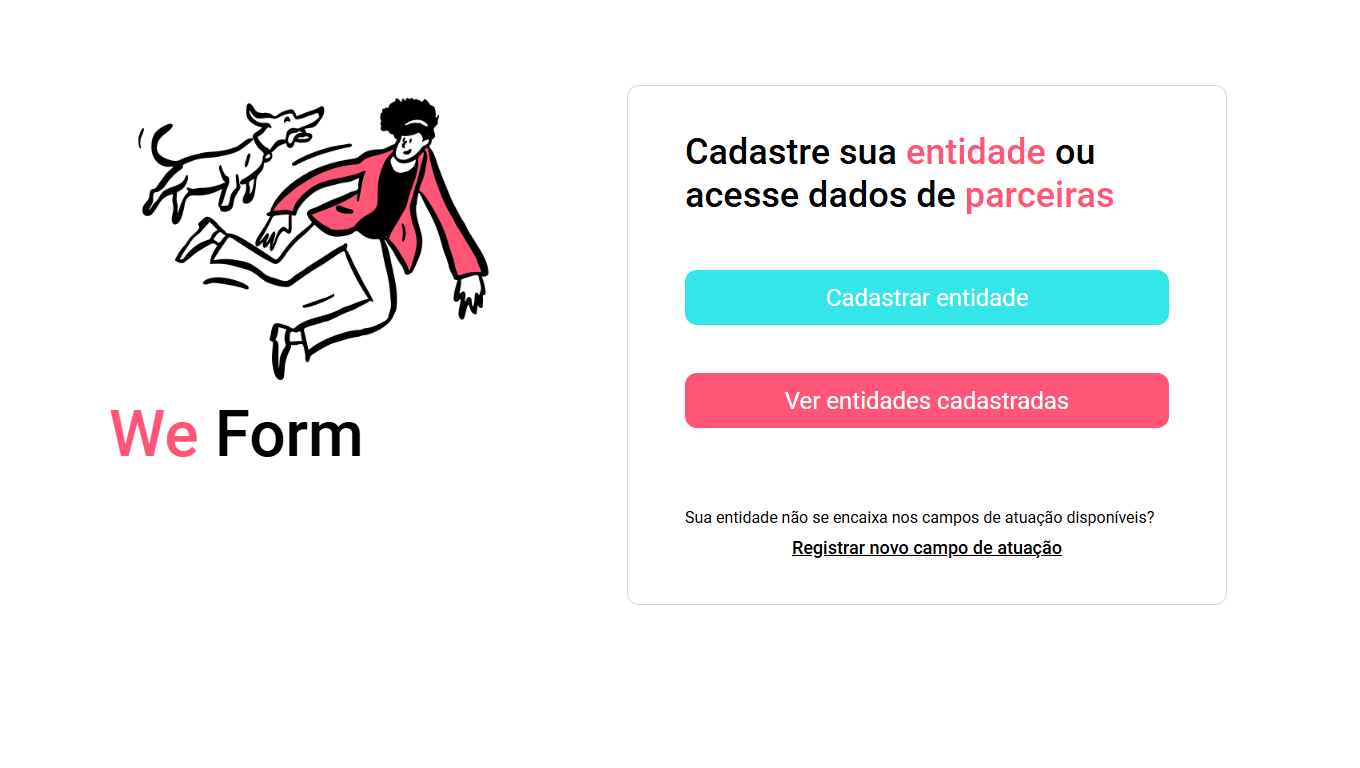 We Form
Cadastre sua entidade ou
acesse dados de parceiras
Cadastrar entidade
Ver entidades cadastradas
Sua entidade não se encaixa nos campos de atuação disponíveis?
Registrar novo campo de atuação